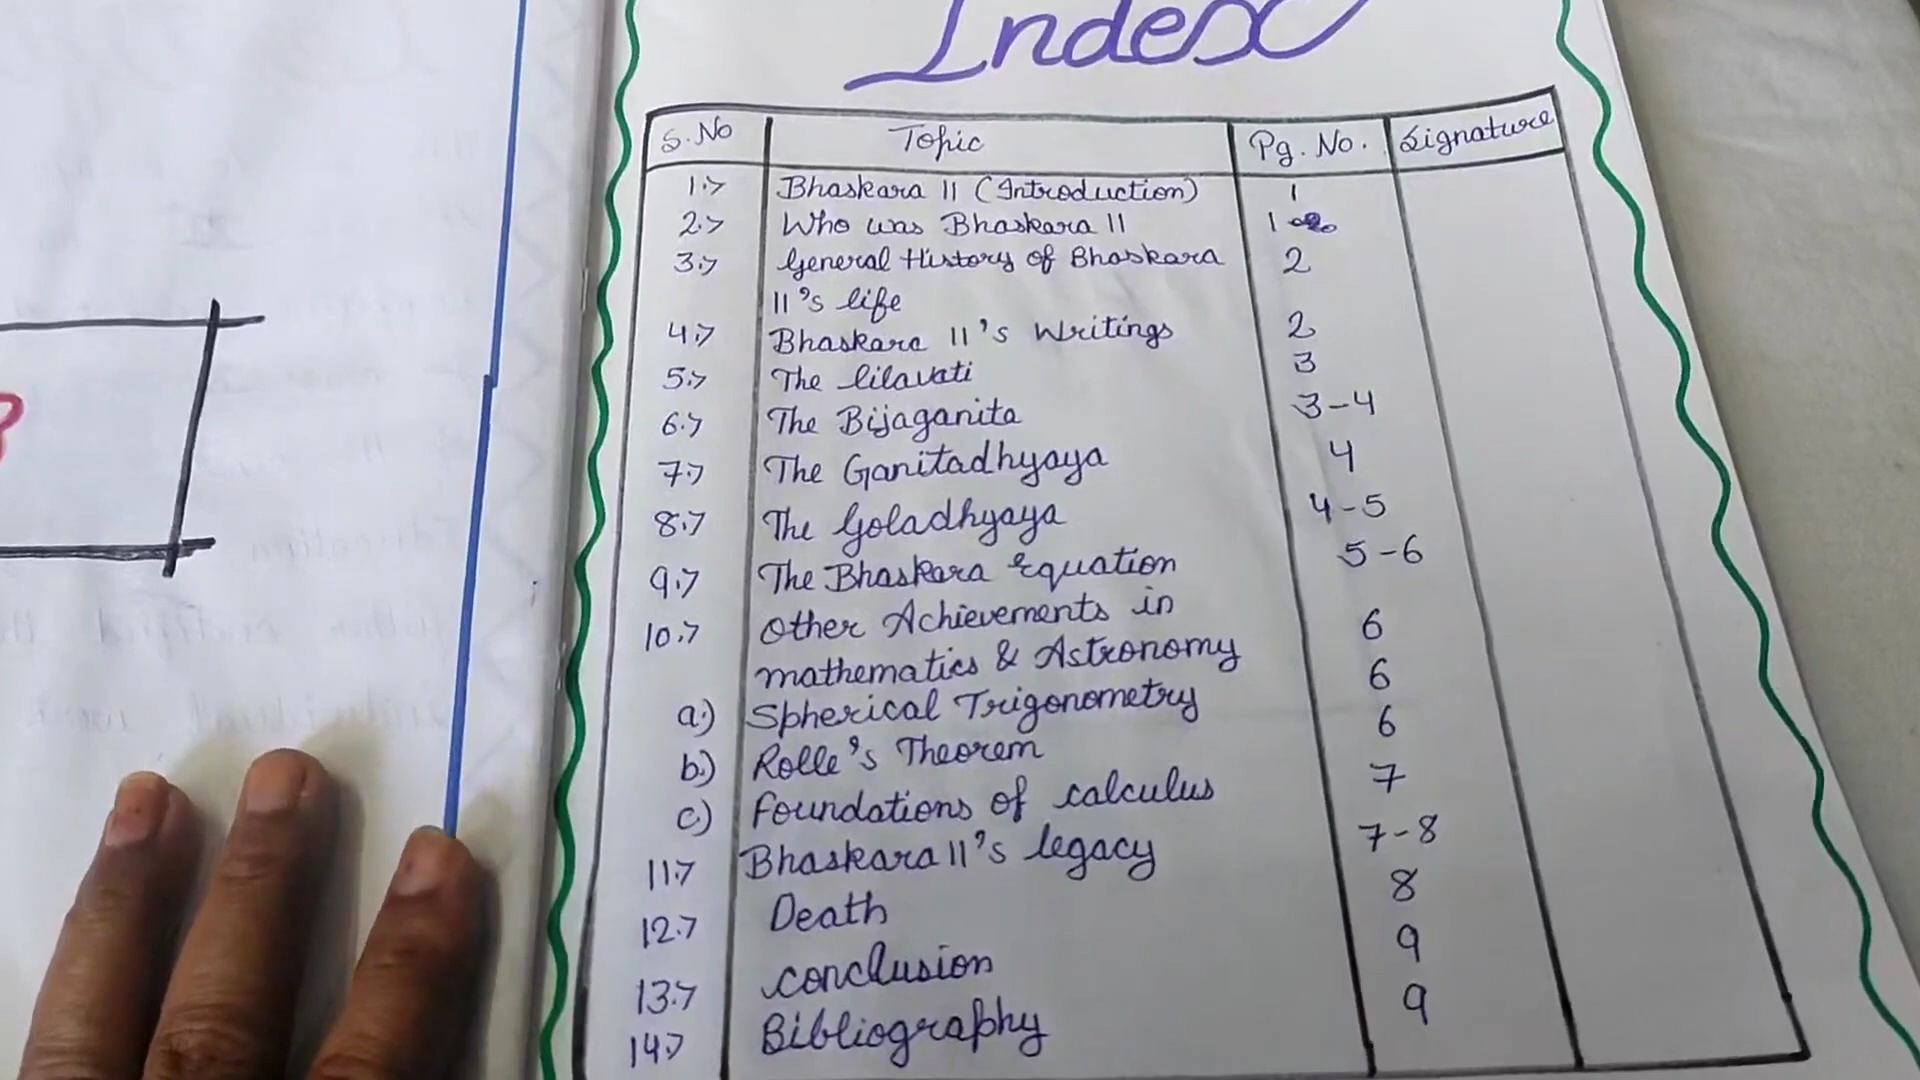 Index
S.No Topic Pg. No. Signature
1.> Bhaskara II (Introduction) 1
2.> Who was Bhaskara II 1
3.> General History of Bhaskara 2
II's life
4.> Bhaskara II's Writings 2
5.> The lilavati 3
6.> The Bijaganita 3-4
7.> The Ganitadhyaya 4
8.> The Goladhyaya 4-5
9.> The Bhaskara Equation 5-6
10.> Other Achievements in
mathematics & Astronomy 6
a.) Spherical Trigonometry 6
b.) Rolle's Theorem 6
c.) Foundations of calculus 7
11.> Bhaskara II's legacy 7-8
12.> Death 8
13.> conclusion 9
14.> Bibliography 9